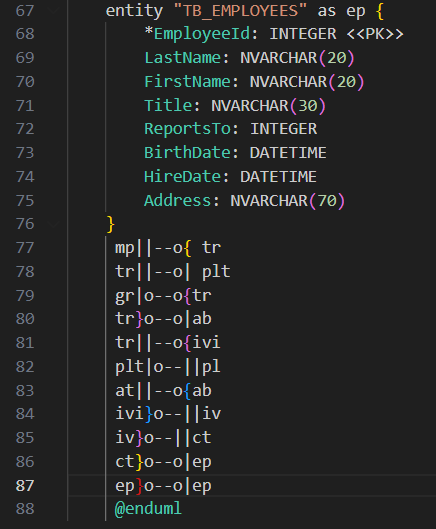 67 entity "TB_EMPLOYEES" as ep {
68 *EmployeeId: INTEGER <<PK>>
69 LastName: NVARCHAR(20)
70 FirstName: NVARCHAR(20)
71 Title: NVARCHAR(30)
72 ReportsTo: INTEGER
73 BirthDate: DATETIME
74 HireDate: DATETIME
75 Address: NVARCHAR(70)
76 }
77 mp||--o{ tr
78 tr||--o| plt
79 gr|o--o{tr
80 tr}o--o|ab
81 tr||--o{ivi
82 plt|o--||pl
83 at||--o{ab
84 ivi}o--||iv
85 iv}o--||ct
86 ct}o--o|ep
87 ep}o--o|ep
88 @enduml